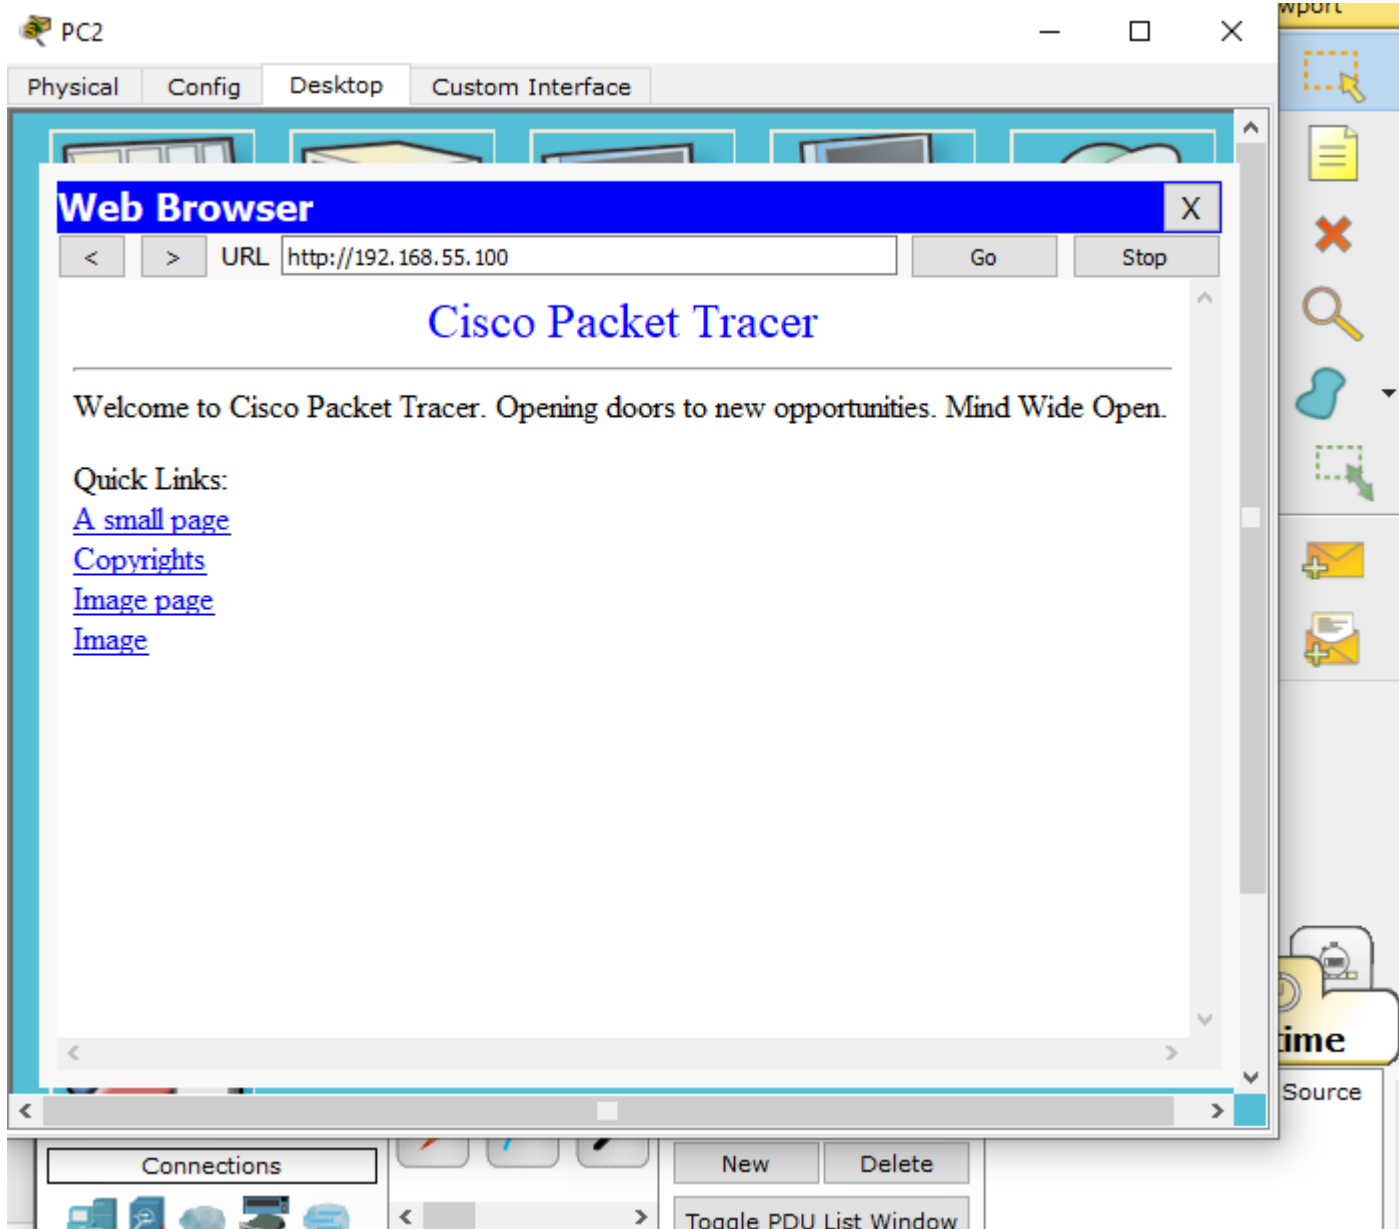 PC2
Physical Config Desktop Custom Interface
Web Browser X
< > URL http://192.168.55.100 Go Stop
Cisco Packet Tracer
Welcome to Cisco Packet Tracer. Opening doors to new opportunities. Mind Wide Open.
Quick Links:
A small page
Copyrights
Image page
Image
Source
Connections
New Delete
Toggle PDU List Window